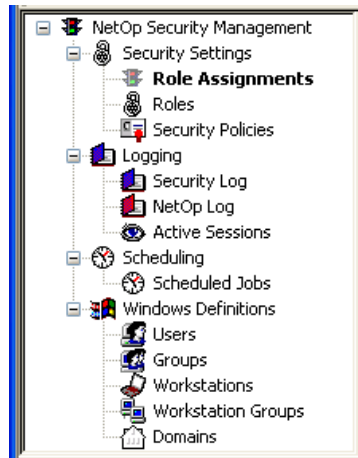 NetOp Security Management
Security Settings
Role Assignments
Roles
Security Policies
Logging
Security Log
NetOp Log
Active Sessions
Scheduling
Scheduled Jobs
Windows Definitions
Users
Groups
Workstations
Workstation Groups
Domains